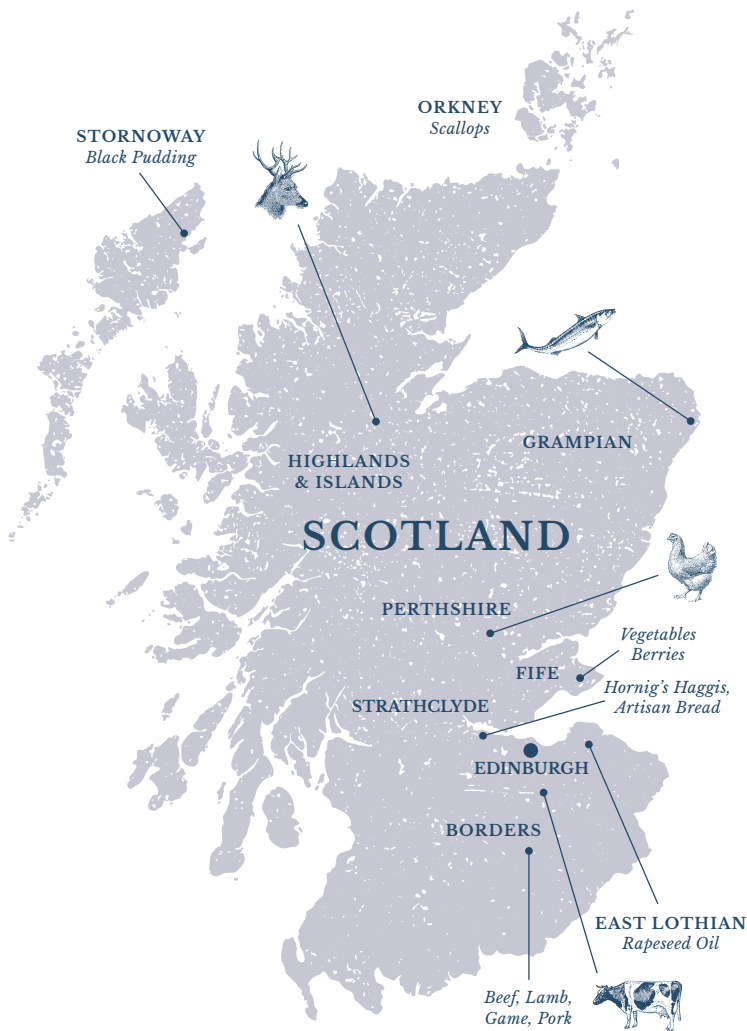 ORKNEY
Scallops
STORNOWAY
Black Pudding
GRAMPIAN
HIGHLANDS
& ISLANDS
SCOTLAND
PERTHSHIRE
Vegetables
Berries
FIFE
Hornig's Haggis,
Artisan Bread
STRATHCLYDE
EDINBURGH
BORDERS
EAST LOTHIAN
Rapeseed Oil
Beef, Lamb,
Game, Pork